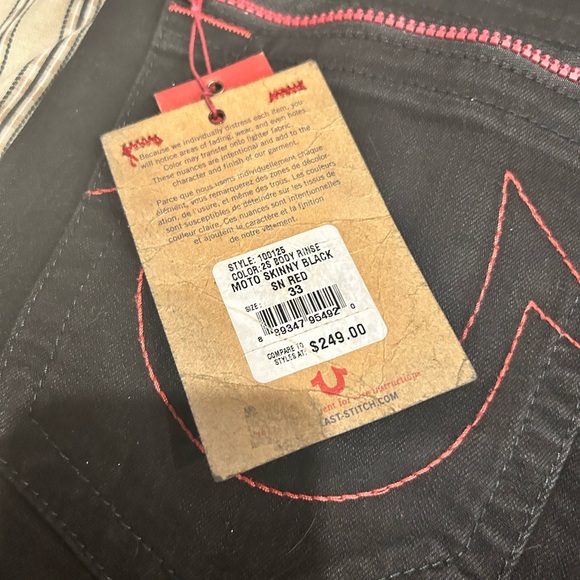 Because we individually distress each item, you
will notice areas of fading, wear, and even holes.
Color may transfer onto lighter fabric.
These nuances are intentional and add to the
character and finish of our garment.
Parce que nous usons individuellement chaque
élément, vous remarquerez des zones de décolor-
ation, de l'usure, et même des trous. Les couleurs
sont susceptibles de déteindre sur les tissus de
couleur claire. Ces nuances sont intentionnelles
et ajoutent le caractère et la finition
de notre vêtement.
STYLE: 100125
COLOR:2S BODY RINSE
MOTO SKINNY BLACK
SN RED
SIZE: 33
8 89347 95492 0
COMPARE TO
STYLES AT: $249.00
instructions
LAST-STITCH.COM